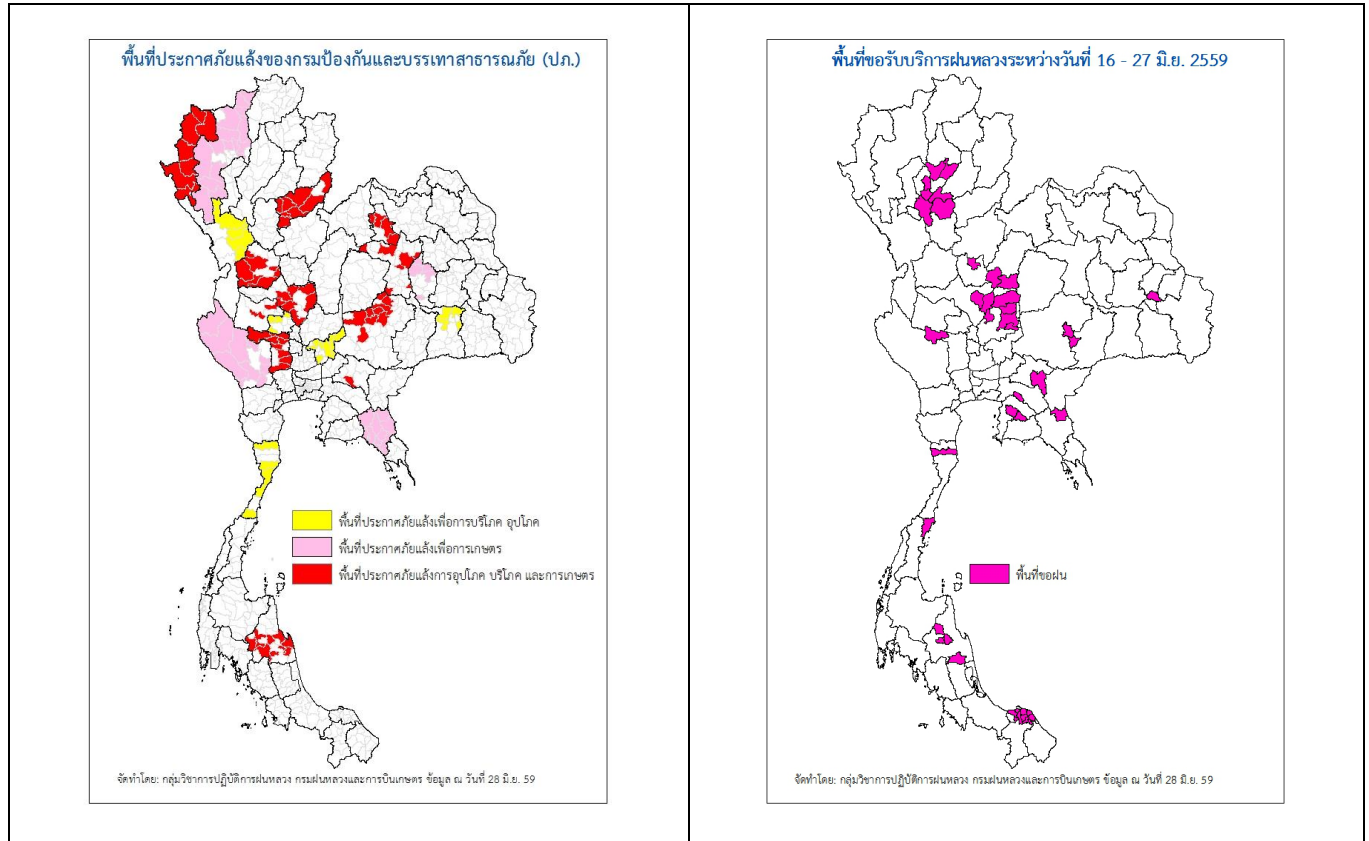 พื้นที่ประกาศภัยแล้งของกรมป้องกันและบรรเทาสาธารณภัย (ปภ.)
พื้นที่ประกาศภัยแล้งเพื่อการบริโภค อุปโภค
พื้นที่ประกาศภัยแล้งเพื่อการเกษตร
พื้นที่ประกาศภัยแล้งการอุปโภค บริโภค และการเกษตร
จัดทำโดย: กลุ่มวิชาการปฏิบัติการฝนหลวง กรมฝนหลวงและการบินเกษตร ข้อมูล ณ วันที่ 28 มิ.ย. 59
พื้นที่ขอรับบริการฝนหลวงระหว่างวันที่ 16 - 27 มิ.ย. 2559
พื้นที่ขอฝน
จัดทำโดย: กลุ่มวิชาการปฏิบัติการฝนหลวง กรมฝนหลวงและการบินเกษตร ข้อมูล ณ วันที่ 28 มิ.ย. 59